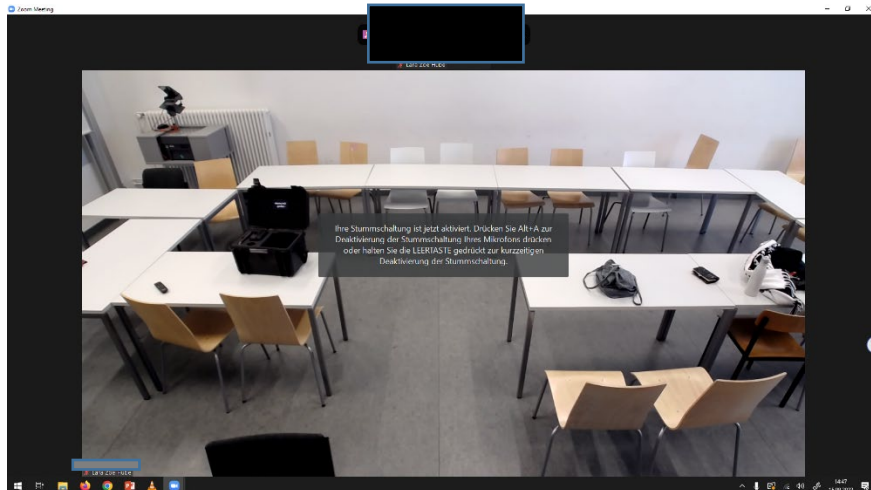 Zoom Meeting
Ihre Stummschaltung ist jetzt aktiviert. Drücken Sie Alt+A zur
Deaktivierung der Stummschaltung Ihres Mikrofons drücken
oder halten Sie die LEERTASTE gedrückt zur kurzzeitigen
Deaktivierung der Stummschaltung.
14:47